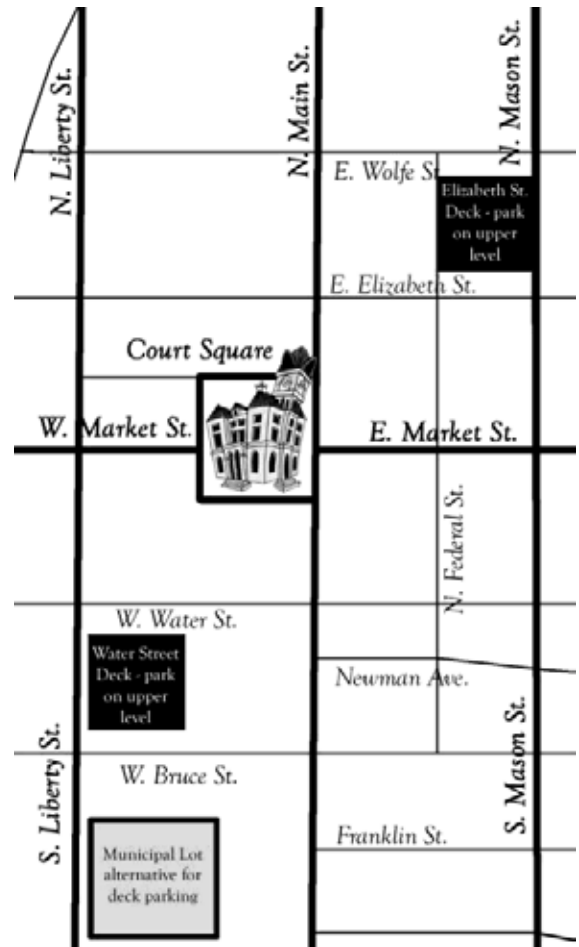 N. Liberty St.
N. Main St.
N. Mason St.
E. Wolfe St
Elizabeth St.
Deck - park
on upper
level
E. Elizabeth St.
Court Square
W. Market St.
E. Market St.
N. Federal St.
W. Water St.
Water Street
Deck - park
on upper
level
Newman Ave.
S. Liberty St.
W. Bruce St.
S. Mason St.
Franklin St.
Municipal Lot
alternative for
deck parking